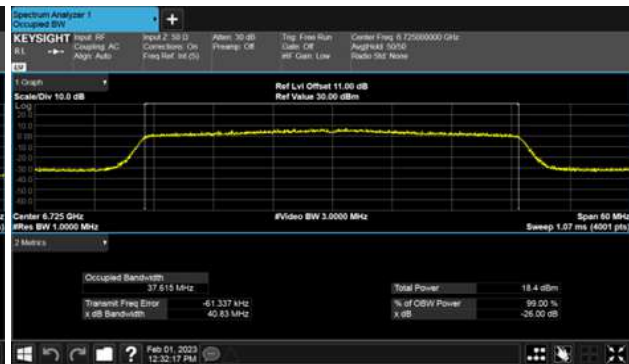 Spectrum Analyzer 1
Occupied BW
+
KEYSIGHT
RL
Input: RF
Coupling: AC
Align: Auto
Input Z: 50 Ω
Corrections: On
Freq Ref: Int (S)
Atten: 30 dB
Preamp: Off
Trig: Free Run
Gate: Off
#IF Gain: Low
Center Freq: 6.725000000 GHz
Avg|Hold: 50/50
Radio Std: None
1 Graph
Scale/Div 10.0 dB
Ref Lvl Offset 11.00 dB
Ref Value 30.00 dBm
Log
20.0
10.0
0.00
-10.0
-20.0
-30.0
-40.0
-50.0
-60.0
Center 6.725 GHz
#Res BW 1.0000 MHz
#Video BW 3.0000 MHz
Span 60 MHz
Sweep 1.07 ms (4001 pts)
2 Metrics
Occupied Bandwidth
37.615 MHz
Total Power 18.4 dBm
Transmit Freq Error -61.337 kHz
% of OBW Power 99.00 %
x dB Bandwidth 40.83 MHz
x dB -26.00 dB
?
Feb 01, 2023
12:32:17 PM